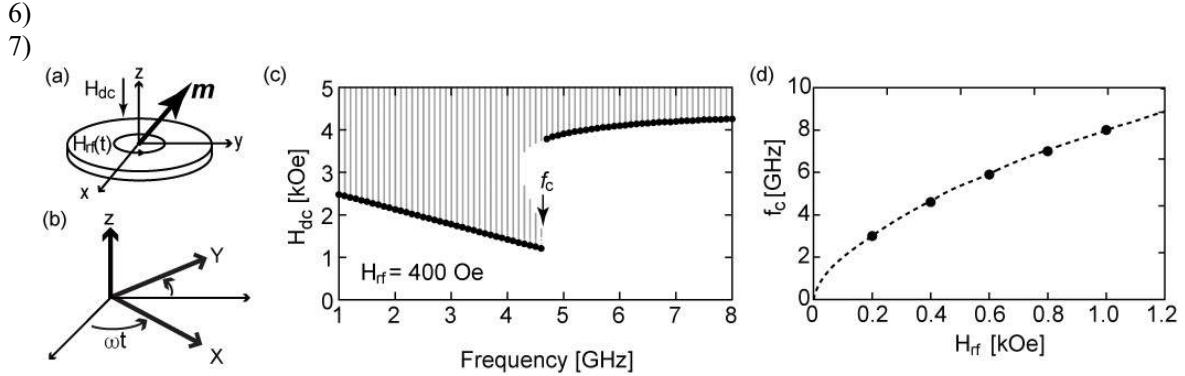 6)
7)
(a)
H_dc
z
m
H_rf(t)
y
x
(b)
z
Y
ωt
X
(c)
H_dc [kOe]
5
4
3
2
1
0
f_c
H_rf = 400 Oe
1 2 3 4 5 6 7 8
Frequency [GHz]
(d)
f_c [GHz]
10
8
6
4
2
0
0 0.2 0.4 0.6 0.8 1.0 1.2
H_rf [kOe]